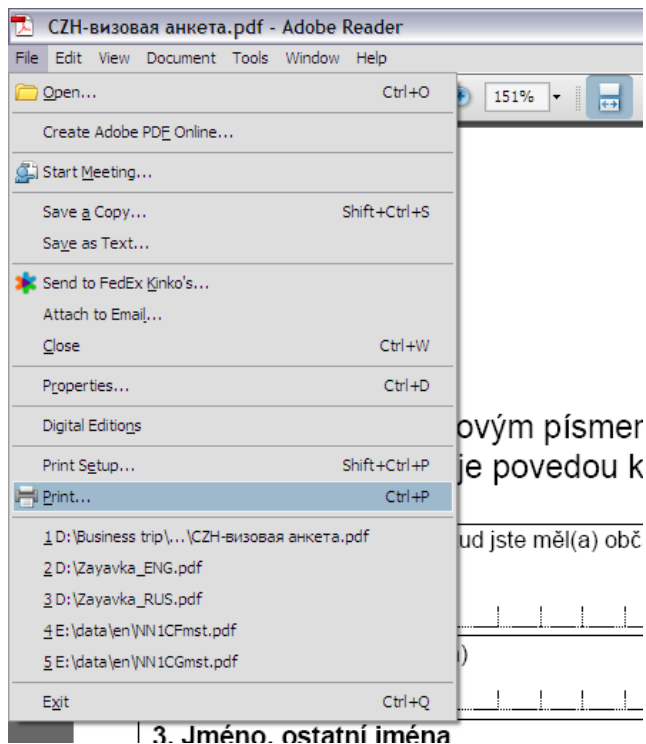 CZH-визовая анкета.pdf - Adobe Reader
File Edit View Document Tools Window Help
Open... Ctrl+O
151%
Create Adobe PDF Online...
Start Meeting...
Save a Copy... Shift+Ctrl+S
Save as Text...
Send to FedEx Kinko's...
Attach to Email...
Close Ctrl+W
Properties... Ctrl+D
Digital Editions
ovým písmer
Print Setup... Shift+Ctrl+P
je povedou k
Print... Ctrl+P
1 D:\Business trip\...\CZH-визовая анкета.pdf
ud jste měl(a) obč
2 D:\Zayavka_ENG.pdf
3 D:\Zayavka_RUS.pdf
4 E:\data\en\NN1CFmst.pdf
5 E:\data\en\NN1CGmst.pdf
)
Exit Ctrl+Q
3. Jméno, ostatní jména